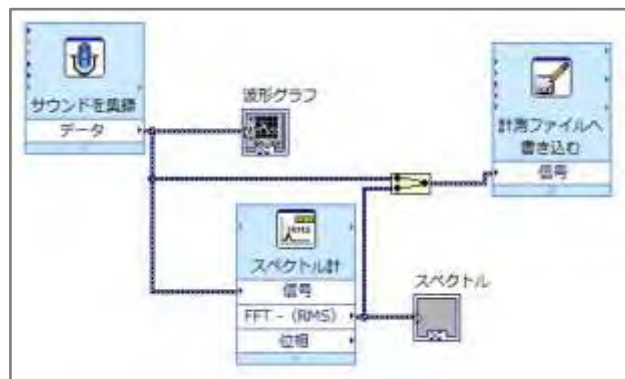 サウンドを集録
データ
波形グラフ
計測ファイルへ
書き込む
信号
スペクトル計
信号
FFT - (RMS)
位相
スペクトル